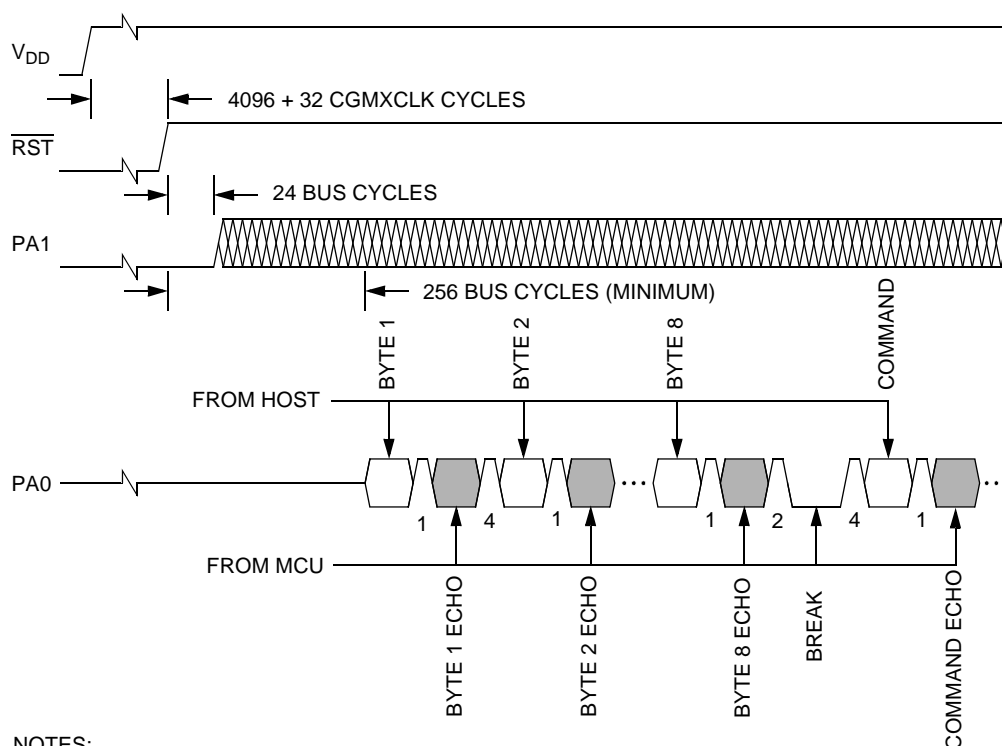 VDD
4096 + 32 CGMXCLK CYCLES
RST
24 BUS CYCLES
PA1
256 BUS CYCLES (MINIMUM)
BYTE 1
BYTE 2
BYTE 8
COMMAND
FROM HOST
PA0
1 4 1 1 2 4 1
FROM MCU
BYTE 1 ECHO
BYTE 2 ECHO
BYTE 8 ECHO
BREAK
COMMAND ECHO
NOTES: